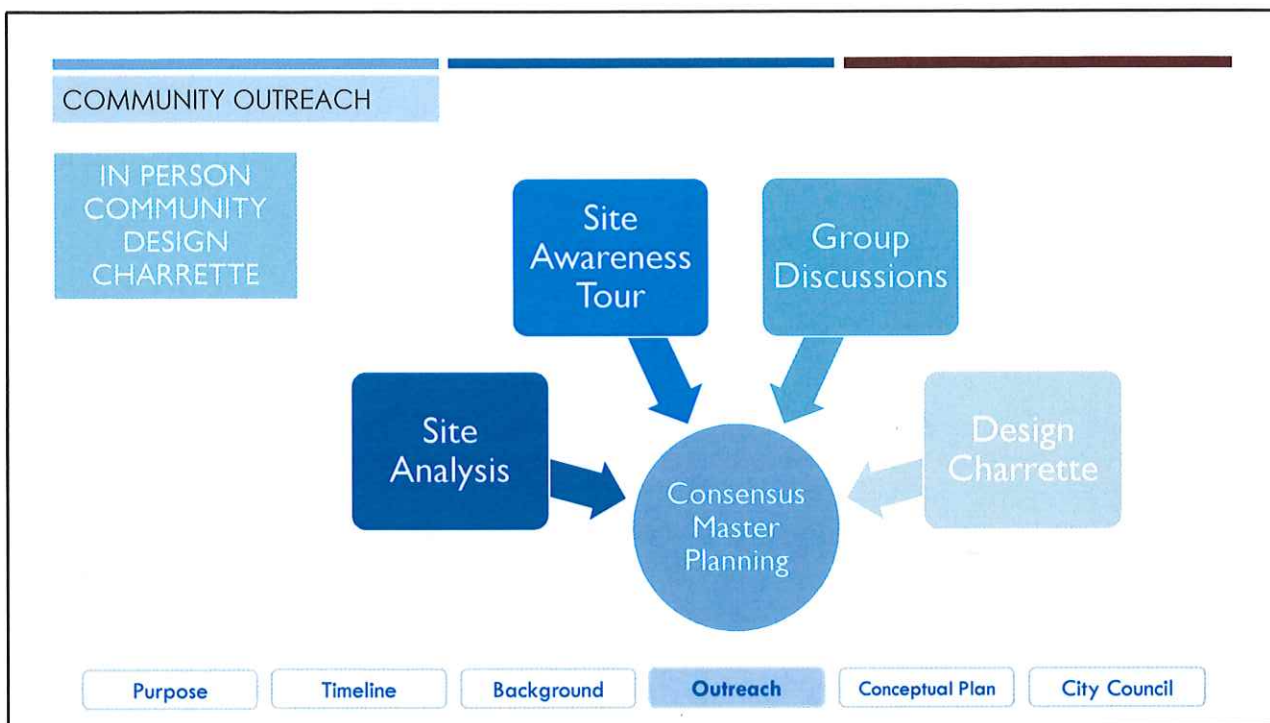 COMMUNITY OUTREACH
IN PERSON
COMMUNITY
DESIGN
CHARRETTE
Site
Analysis
Site
Awareness
Tour
Group
Discussions
Design
Charrette
Consensus
Master
Planning
Purpose
Timeline
Background
Outreach
Conceptual Plan
City Council